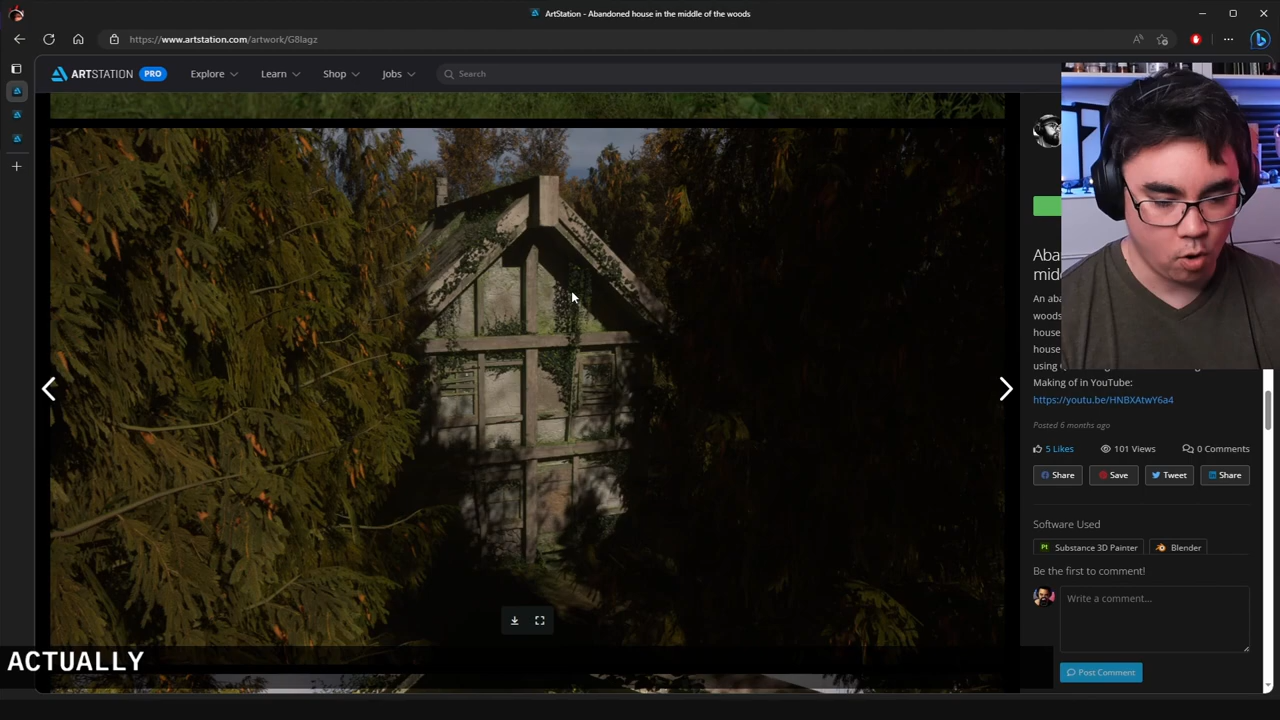 ArtStation - Abandoned house in the middle of the woods
https://www.artstation.com/artwork/G8lagz
ARTSTATION PRO Explore Learn Shop Jobs Search
Aba
mid
An aba
woods
house
house
using
Making of in YouTube:
https://youtu.be/HNBXAtwY6a4
Posted 6 months ago
5 Likes 101 Views 0 Comments
Share Save Tweet Share
Software Used
Pt Substance 3D Painter Blender
Be the first to comment!
Write a comment...
Post Comment
ACTUALLY